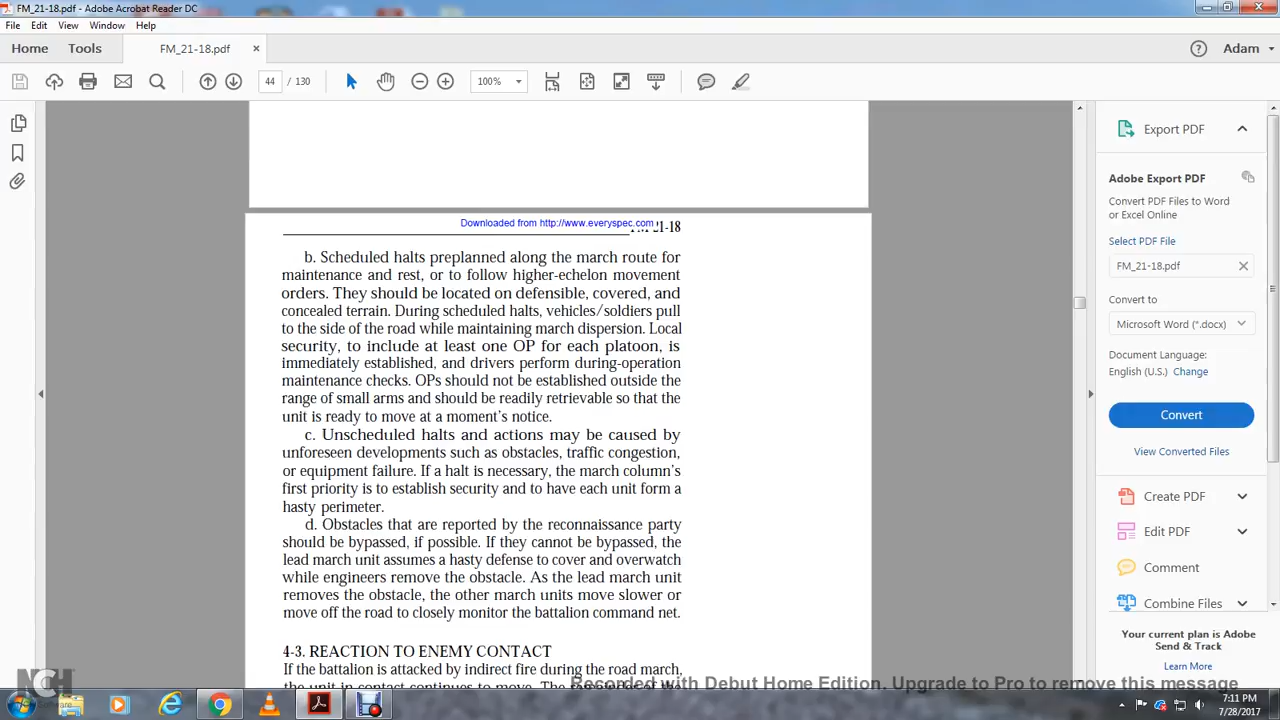 FM_21-18.pdf - Adobe Acrobat Reader DC
File Edit View Window Help
Home Tools FM_21-18.pdf × Adam
44 / 130 100%
Downloaded from http://www.everyspec.com
FM 21-18
b. Scheduled halts preplanned along the march route for
maintenance and rest, or to follow higher-echelon movement
orders. They should be located on defensible, covered, and
concealed terrain. During scheduled halts, vehicles/soldiers pull
to the side of the road while maintaining march dispersion. Local
security, to include at least one OP for each platoon, is
immediately established, and drivers perform during-operation
maintenance checks. OPs should not be established outside the
range of small arms and should be readily retrievable so that the
unit is ready to move at a moment's notice.
c. Unscheduled halts and actions may be caused by
unforeseen developments such as obstacles, traffic congestion,
or equipment failure. If a halt is necessary, the march column's
first priority is to establish security and to have each unit form a
hasty perimeter.
d. Obstacles that are reported by the reconnaissance party
should be bypassed, if possible. If they cannot be bypassed, the
lead march unit assumes a hasty defense to cover and overwatch
while engineers remove the obstacle. As the lead march unit
removes the obstacle, the other march units move slower or
move off the road to closely monitor the battalion command net.
4-3. REACTION TO ENEMY CONTACT
If the battalion is attacked by indirect fire during the road march,
the unit in contact continues to move. The remainder of the
Export PDF
Adobe Export PDF
Convert PDF Files to Word
or Excel Online
Select PDF File
FM_21-18.pdf
Convert to
Microsoft Word (*.docx)
Document Language:
English (U.S.) Change
Convert
View Converted Files
Create PDF
Edit PDF
Comment
Combine Files
Your current plan is Adobe
Send & Track
Learn More
NCH
Software
Recorded with Debut Home Edition. Upgrade to Pro to remove this message
7:11 PM
7/28/2017